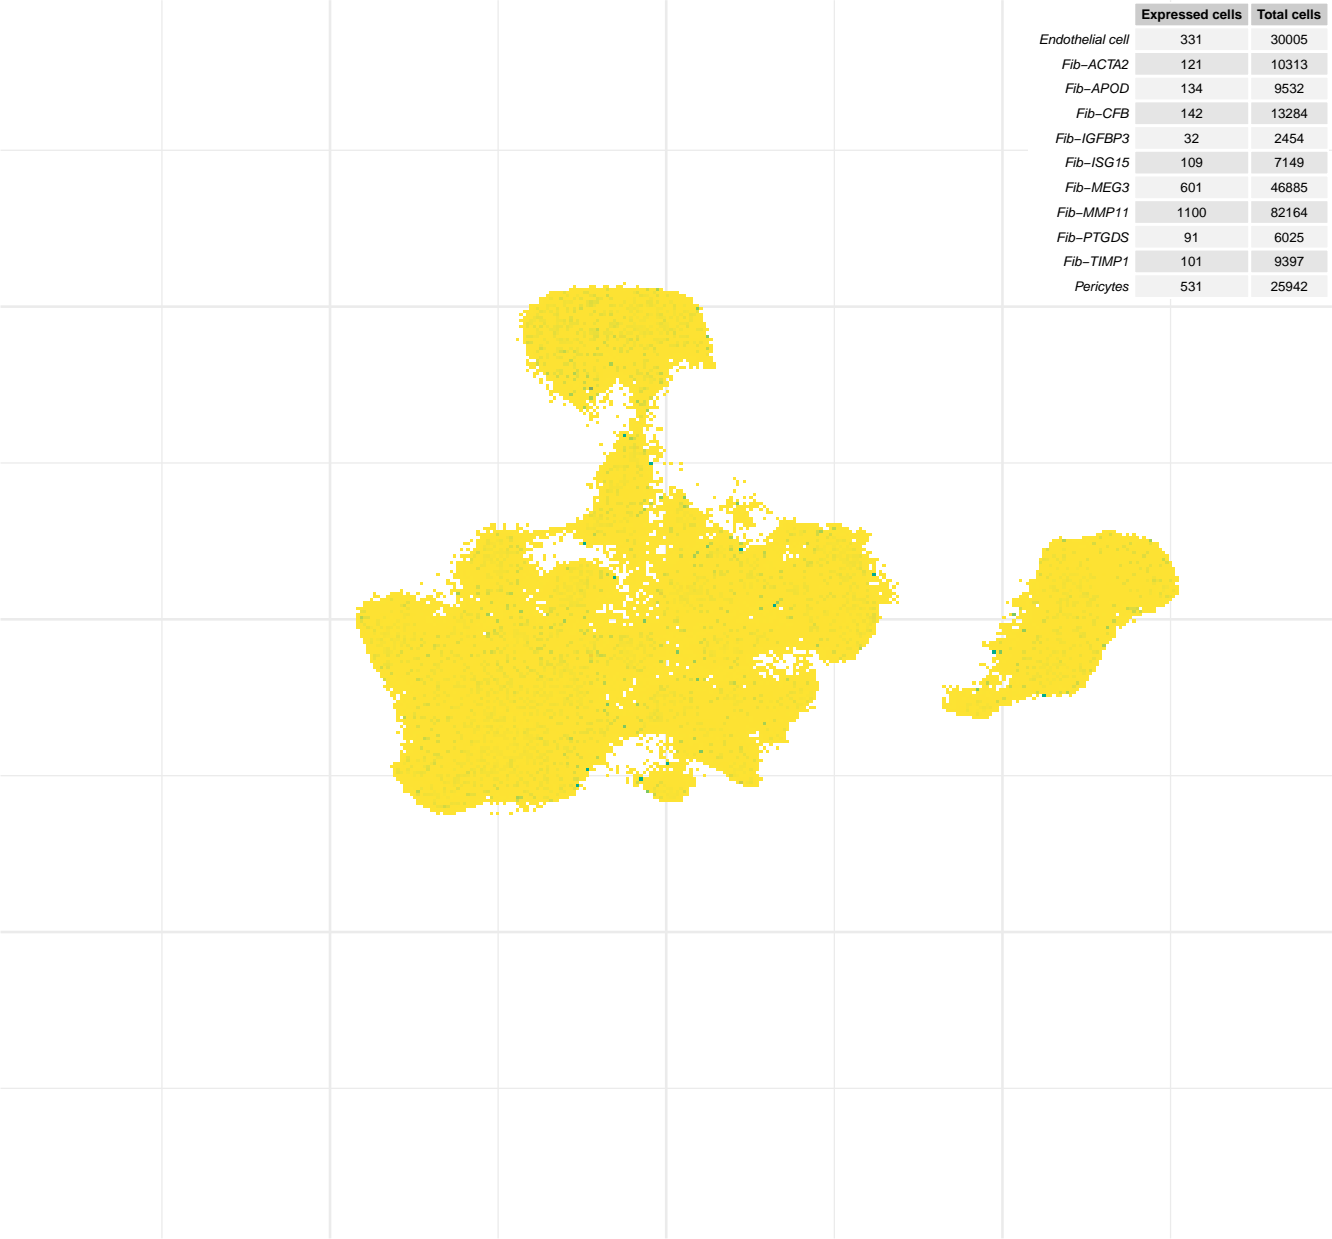 Expressed cells Total cells
Endothelial cell 331 30005
Fib−ACTA2 121 10313
Fib−APOD 134 9532
Fib−CFB 142 13284
Fib−IGFBP3 32 2454
Fib−ISG15 109 7149
Fib−MEG3 601 46885
Fib−MMP11 1100 82164
Fib−PTGDS 91 6025
Fib−TIMP1 101 9397
Pericytes 531 25942